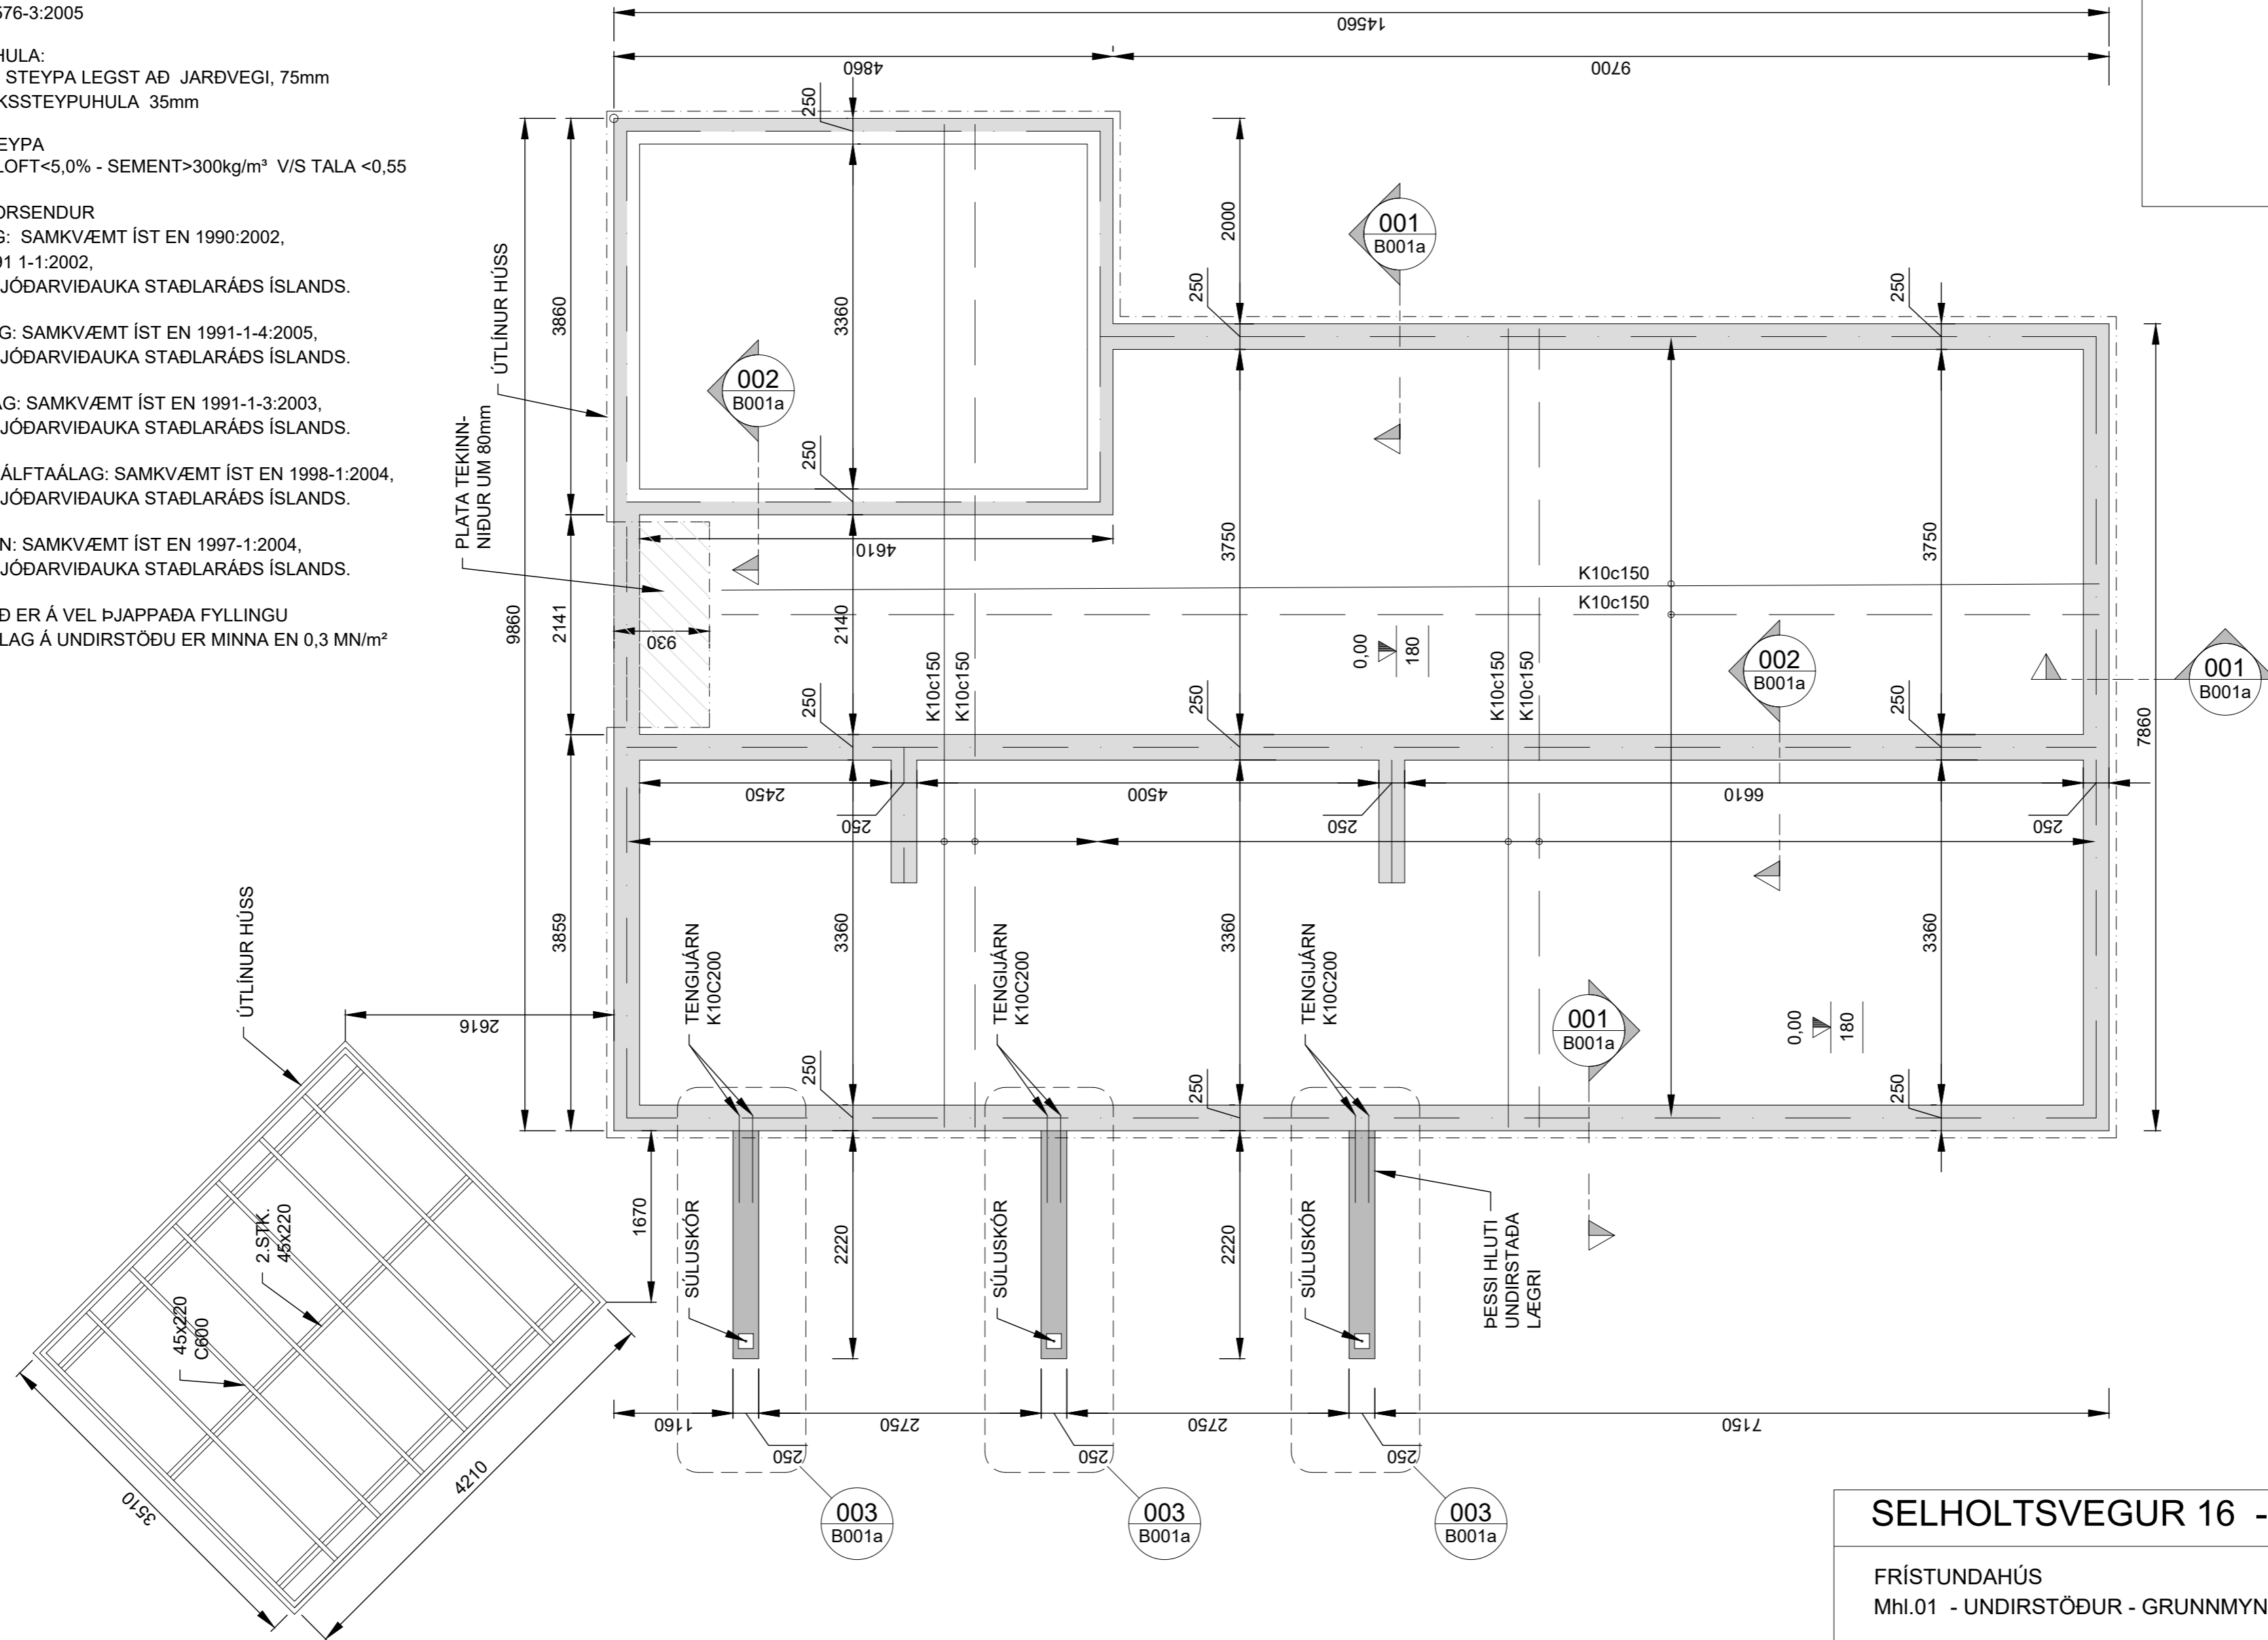 576-3:2005
HULA:
STEYPA LEGST AÐ JARÐVEGI, 75mm
KSSTEYPUHULA 35mm
EYPA
LOFT<5,0% - SEMENT>300kg/m³ V/S TALA <0,55
ORSENDUR
G: SAMKVÆMT ÍST EN 1990:2002,
91 1-1:2002,
JÓÐARVIÐAUKA STAÐLARÁÐS ÍSLANDS.
G: SAMKVÆMT ÍST EN 1991-1-4:2005,
JÓÐARVIÐAUKA STAÐLARÁÐS ÍSLANDS.
AG: SAMKVÆMT ÍST EN 1991-1-3:2003,
JÓÐARVIÐAUKA STAÐLARÁÐS ÍSLANDS.
ÁLFTAÁLAG: SAMKVÆMT ÍST EN 1998-1:2004,
JÓÐARVIÐAUKA STAÐLARÁÐS ÍSLANDS.
N: SAMKVÆMT ÍST EN 1997-1:2004,
JÓÐARVIÐAUKA STAÐLARÁÐS ÍSLANDS.
Ð ER Á VEL ÞJAPPAÐA FYLLINGU
LAG Á UNDIRSTÖÐU ER MINNA EN 0,3 MN/m²
14560
4860
9700
250
3860
3360
2000
250
250
001
B001a
ÚTLÍNUR HÚSS
002
B001a
PLATA TEKINN-
NIÐUR UM 80mm
250
4610
3750
3750
K10c150
K10c150
9860
2141
930
2140
K10c150
K10c150
0,00
180
K10c150
K10c150
002
B001a
001
B001a
250
250
250
7860
2450
250
4500
250
6610
250
3859
3360
3360
3360
ÚTLÍNUR HÚSS
2616
TENGIJÁRN
K10C200
TENGIJÁRN
K10C200
TENGIJÁRN
K10C200
001
B001a
0,00
180
250
250
250
1670
SÚLUSKÓR
2220
SÚLUSKÓR
2220
SÚLUSKÓR
ÞESSI HLUTI
UNDIRSTAÐA
LÆGRI
2.STK.
45x220
45x220
C600
3510
4210
1160
250
2750
250
2750
250
7150
003
B001a
003
B001a
003
B001a
SELHOLTSVEGUR 16 -
FRÍSTUNDAHÚS
Mhl.01 - UNDIRSTÖÐUR - GRUNNMYN